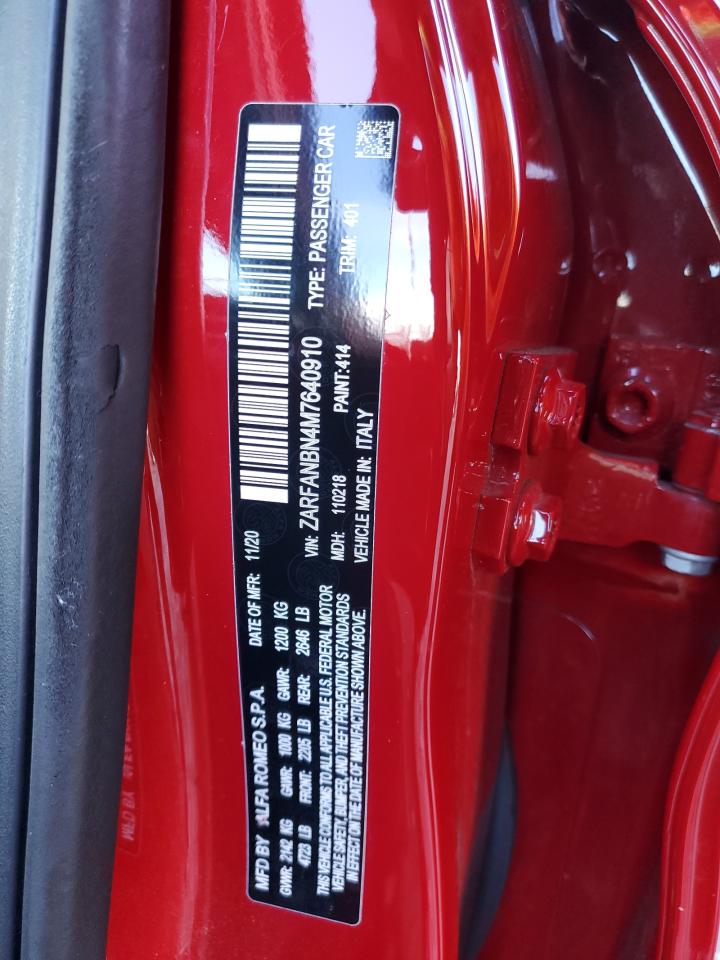 MFD BY ALFA ROMEO S.P.A. DATE OF MFR: 11/20
GWR: 2142 KG GAWR: 1000 KG GAWR: 1200 KG
4723 LB FRONT: 2205 LB REAR: 2646 LB
THIS VEHICLE CONFORMS TO ALL APPLICABLE U.S. FEDERAL MOTOR
VEHICLE SAFETY, BUMPER, AND THEFT PREVENTION STANDARDS
IN EFFECT ON THE DATE OF MANUFACTURE SHOWN ABOVE.
VIN: ZARFANBN4M7640910 TYPE: PASSENGER CAR
MDH: 110218 PAINT:414 TRIM: 401
VEHICLE MADE IN: ITALY